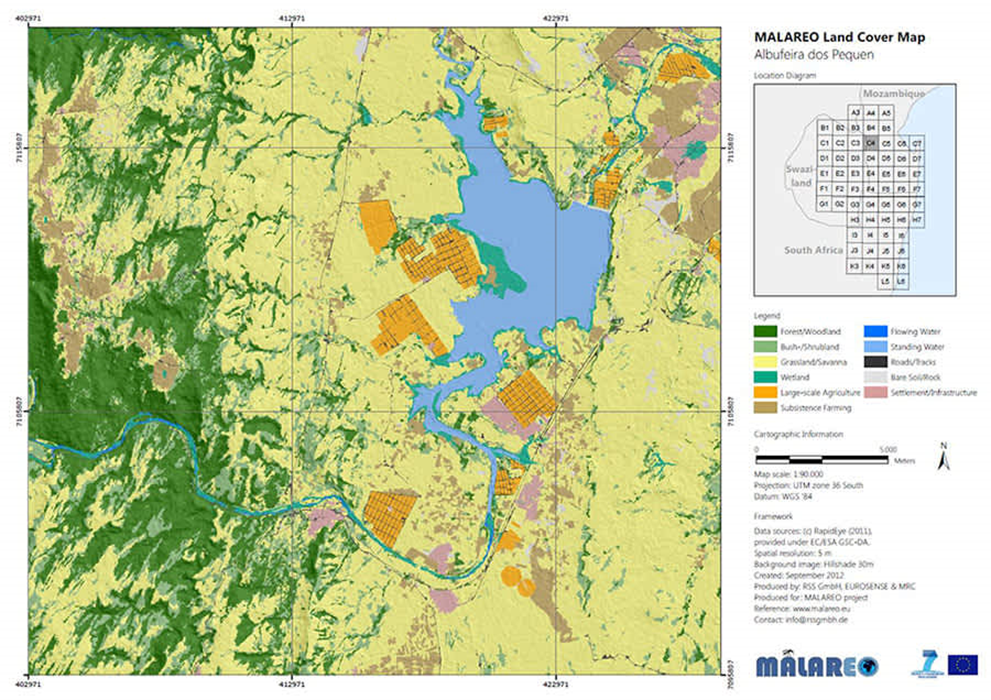 402971 412971 422971
7115807 7115807
7105807 7105807
7095807
402971 412971 422971
MALAREO Land Cover Map
Albufeira dos Pequen
Location Diagram
Mozambique
A3 A4 A5
B1 B2 B3 B4 B5
C1 C2 C3 C4 C5 C6 C7
D1 D2 D3 D4 D5 D6 D7
Swazi-
land
E1 E2 E3 E4 E5 E6 E7
F1 F2 F3 F4 F5 F6 F7
G1 G2 G3 G4 G5 G6 G7
H3 H4 H5 H6 H7
I3 I4 I5 I6
South Africa
J3 J4 J5 J6
K3 K4 K5 K6
L5 L6
Legend
Forest/Woodland
Bush-/Shrubland
Grassland/Savanna
Wetland
Large-scale Agriculture
Subsistence Farming
Flowing Water
Standing Water
Roads/Tracks
Bare Soil/Rock
Settlement/Infrastructure
Cartographic Information
0 5.000
Meters
N
Map scale: 1:90.000
Projection: UTM zone 36 South
Datum: WGS '84
Framework
Data sources: (c) RapidEye (2011),
provided under EC/ESA GSC-DA.
Spatial resolution: 5 m
Background image: Hillshade 30m
Created: September 2012
Produced by: RSS GmbH, EUROSENSE & MRC
Produced for: MALAREO project
Reference: www.malareo.eu
Contact: info@rssgmbh.de
MALAREO